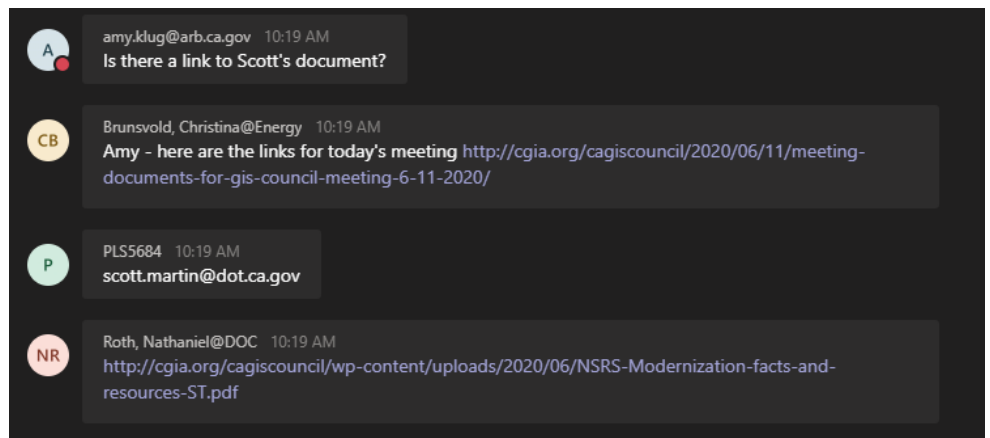 A
amy.klug@arb.ca.gov 10:19 AM
Is there a link to Scott's document?
CB
Brunsvold, Christina@Energy 10:19 AM
Amy - here are the links for today's meeting http://cgia.org/cagiscouncil/2020/06/11/meeting-
documents-for-gis-council-meeting-6-11-2020/
P
PLS5684 10:19 AM
scott.martin@dot.ca.gov
NR
Roth, Nathaniel@DOC 10:19 AM
http://cgia.org/cagiscouncil/wp-content/uploads/2020/06/NSRS-Modernization-facts-and-
resources-ST.pdf